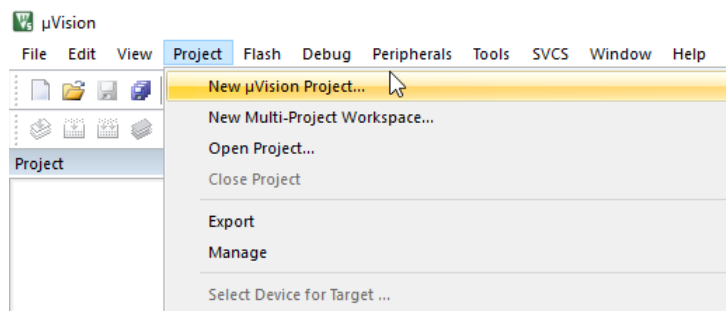 µVision
File Edit View Project Flash Debug Peripherals Tools SVCS Window Help
New µVision Project...
New Multi-Project Workspace...
Open Project...
Project
Close Project
Export
Manage
Select Device for Target ...